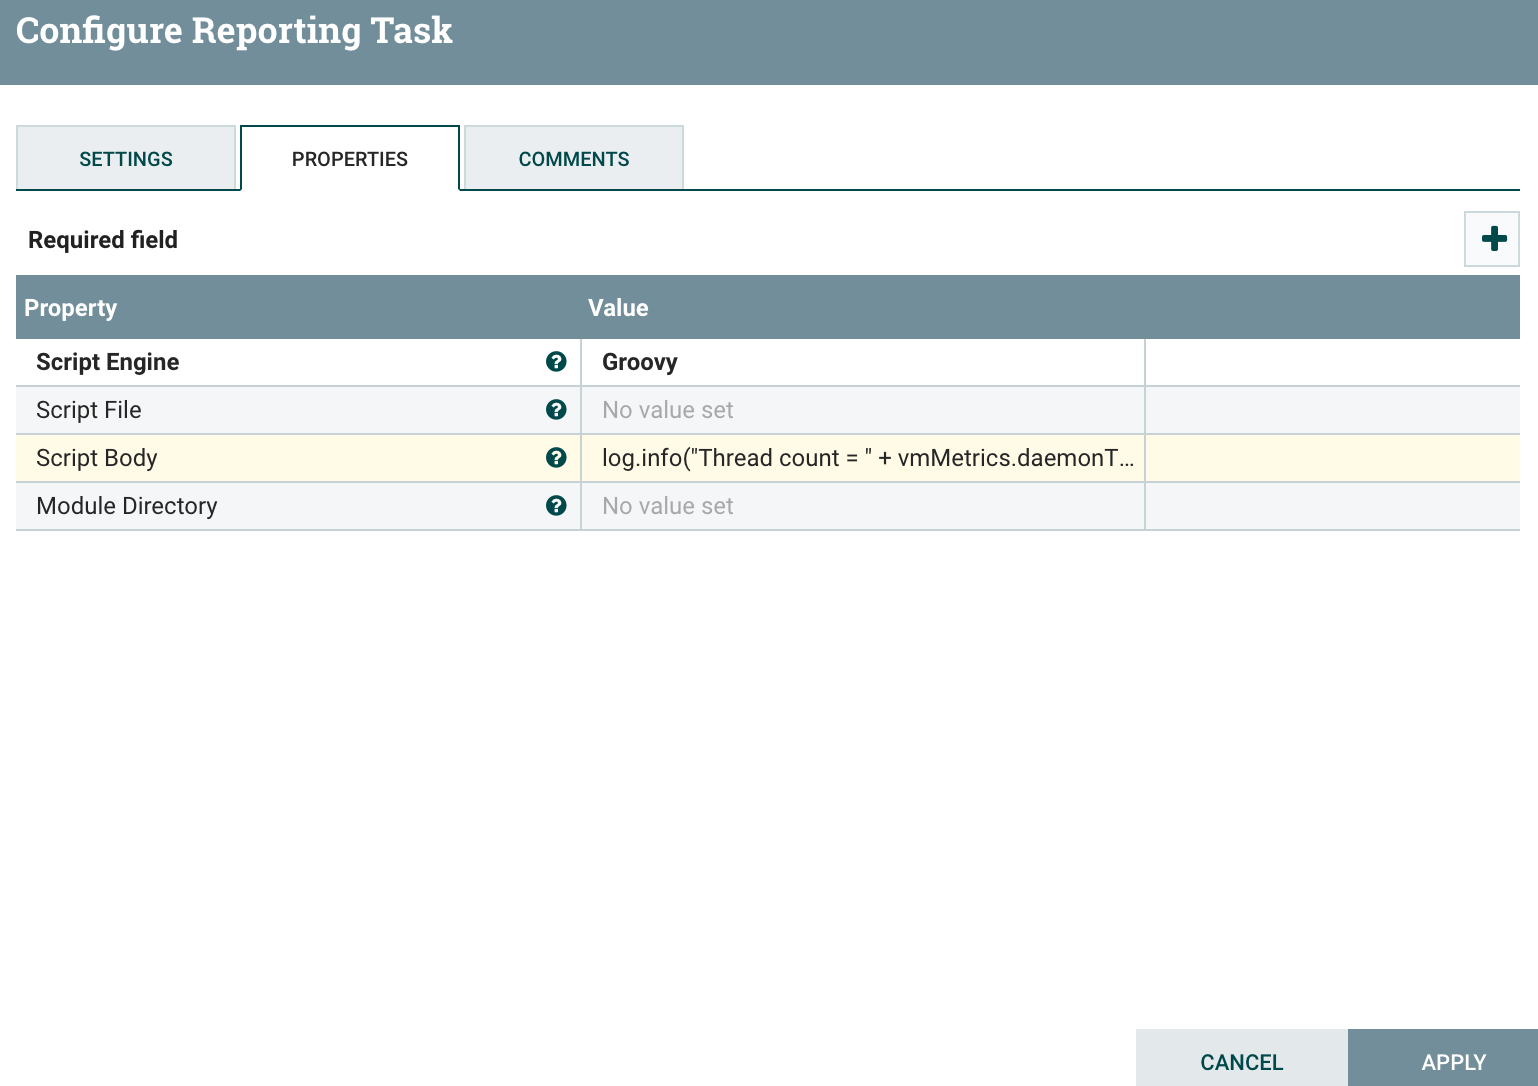 Configure Reporting Task
SETTINGS PROPERTIES COMMENTS
Required field
Property Value
Script Engine Groovy
Script File No value set
Script Body log.info("Thread count = " + vmMetrics.daemonT...
Module Directory No value set
CANCEL APPLY